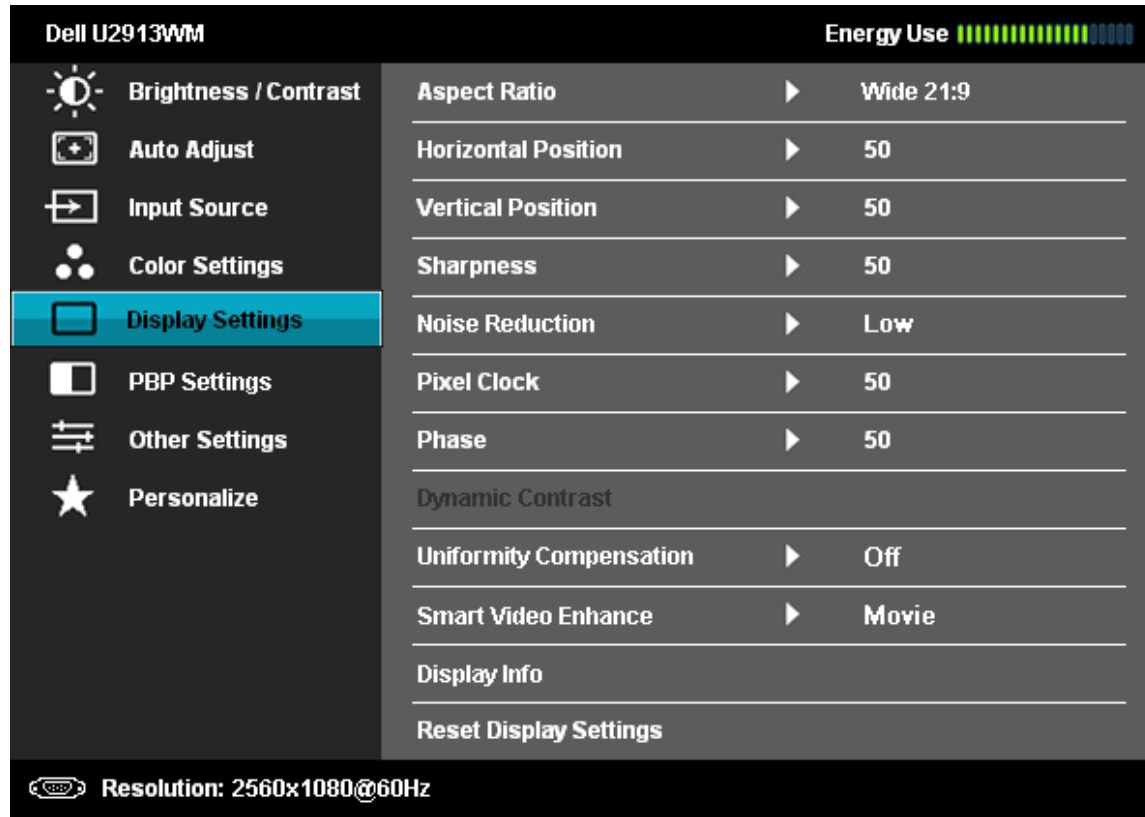 Dell U2913WM
Energy Use
Brightness / Contrast
Auto Adjust
Input Source
Color Settings
Display Settings
PBP Settings
Other Settings
Personalize
Aspect Ratio Wide 21:9
Horizontal Position 50
Vertical Position 50
Sharpness 50
Noise Reduction Low
Pixel Clock 50
Phase 50
Dynamic Contrast
Uniformity Compensation Off
Smart Video Enhance Movie
Display Info
Reset Display Settings
Resolution: 2560x1080@60Hz